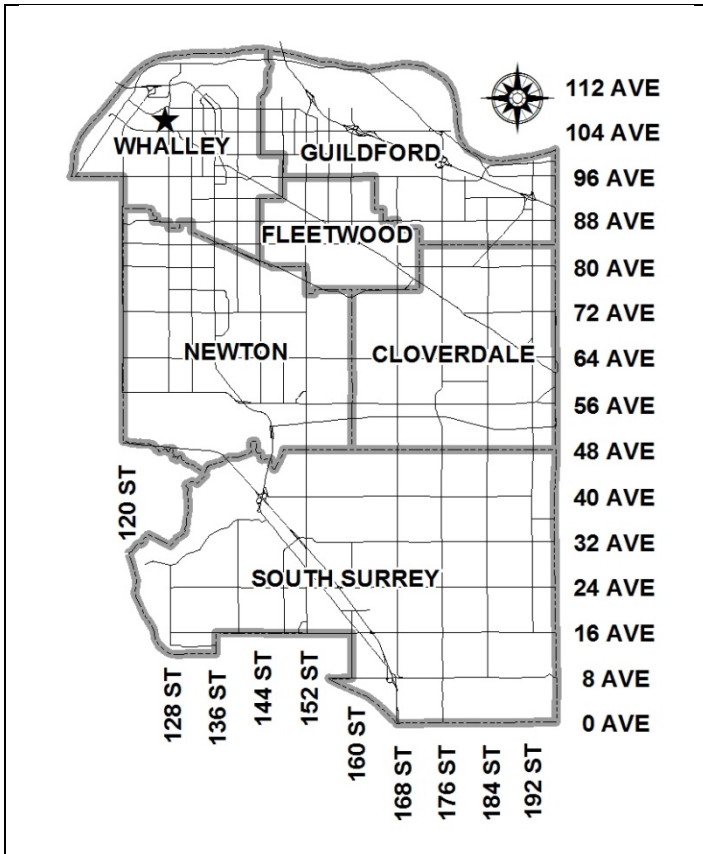 112 AVE
104 AVE
WHALLEY
GUILDFORD
96 AVE
88 AVE
FLEETWOOD
80 AVE
72 AVE
NEWTON
CLOVERDALE
64 AVE
56 AVE
48 AVE
120 ST
40 AVE
32 AVE
SOUTH SURREY
24 AVE
16 AVE
128 ST
136 ST
144 ST
152 ST
160 ST
8 AVE
0 AVE
168 ST
176 ST
184 ST
192 ST